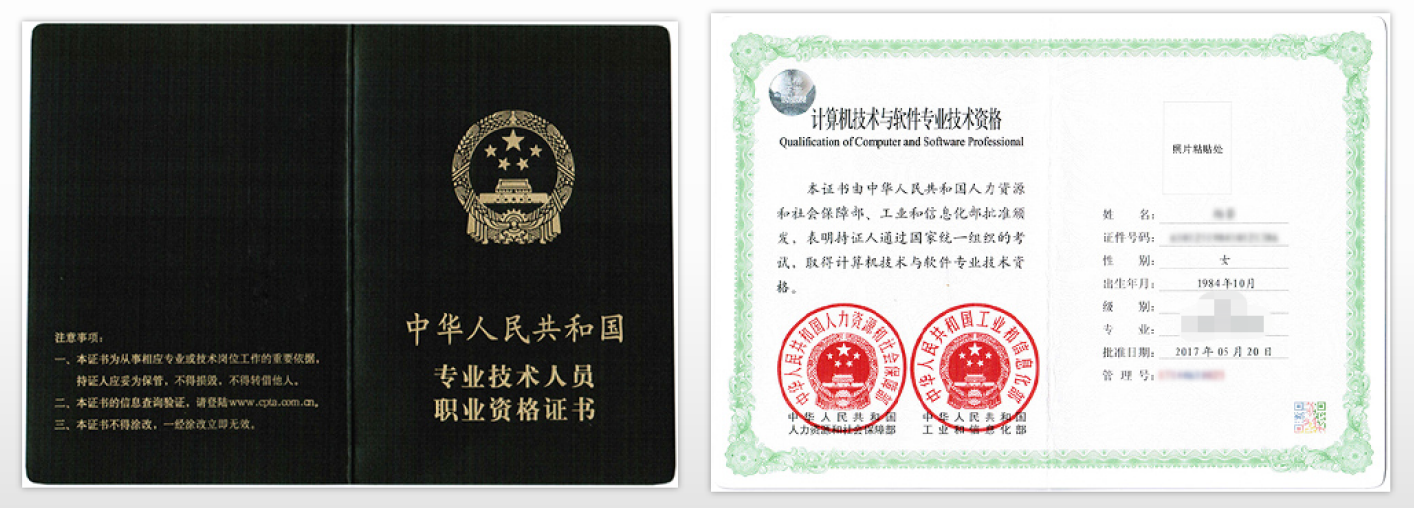 注意事项:
一、本证书为从事相应专业或技术岗位工作的重要依据,
持证人应妥为保管,不得损毁,不得转借他人。
二、本证书的信息查询验证,请登陆www.cpta.com.cn。
三、本证书不得涂改,一经涂改立即无效。
中华人民共和国
专业技术人员
职业资格证书
计算机技术与软件专业技术资格
Qualification of Computer and Software Professional
本证书由中华人民共和国人力资源
和社会保障部、工业和信息化部批准颁
发,表明持证人通过国家统一组织的考
试,取得计算机技术与软件专业技术资
格。
中华人民共和国人力资源和社会保障部
中华人民共和国工业和信息化部
中华人民共和国
人力资源和社会保障部
中华人民共和国
工业和信息化部
照片粘贴处
姓 名:
证件号码:
性 别: 女
出生年月: 1984年10月
级 别:
专 业:
批准日期: 2017年05月20日
管 理 号: